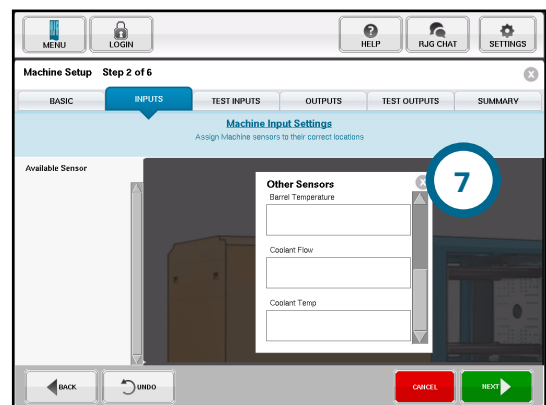 MENU LOGIN HELP RJG CHAT SETTINGS
Machine Setup Step 2 of 6
BASIC INPUTS TEST INPUTS OUTPUTS TEST OUTPUTS SUMMARY
Machine Input Settings
Assign Machine sensors to their correct locations
Available Sensor
Other Sensors
7
Barrel Temperature
Coolant Flow
Coolant Temp
BACK UNDO CANCEL NEXT